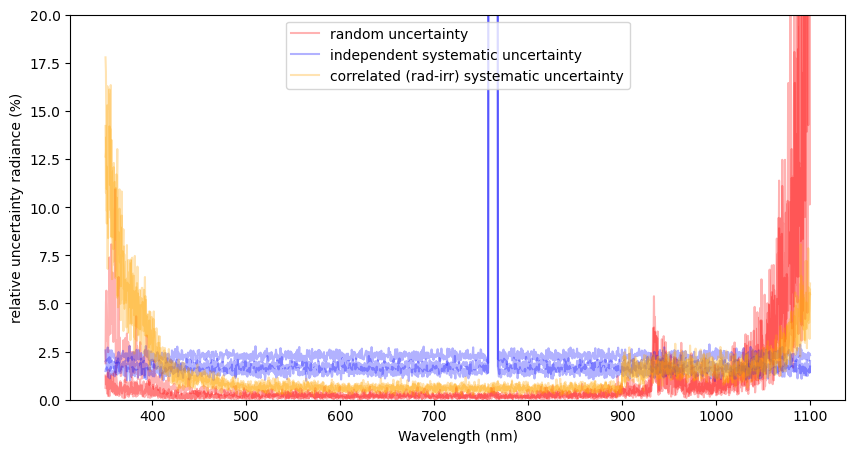 random uncertainty
independent systematic uncertainty
correlated (rad-irr) systematic uncertainty
relative uncertainty radiance (%)
20.0
17.5
15.0
12.5
10.0
7.5
5.0
2.5
0.0
400 500 600 700 800 900 1000 1100
Wavelength (nm)